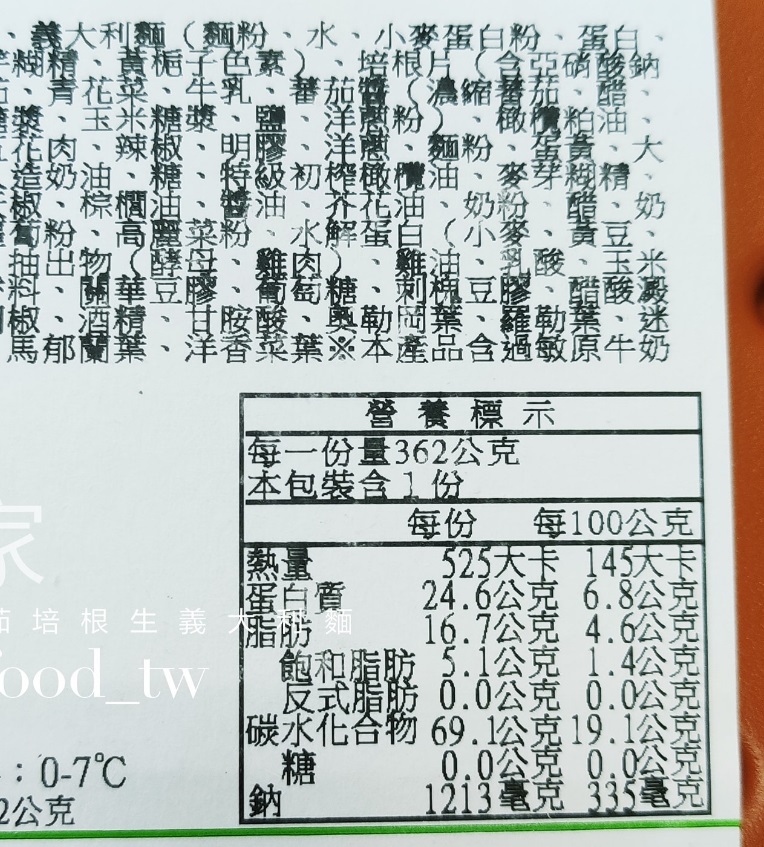 、義大利麵（麵粉、水、小麥蛋白粉、蛋白、
糊精、黃梔子色素）、培根片（含亞硝酸鈉、
青、花菜牛乳、蕃茄醬（濃縮蕃茄、醋
漿、玉米糖漿、鹽、洋蔥粉）、橄欖粕油、
花、肉、辣椒、明膠、洋蔥、麵粉、蛋黃、大
造奶、油糖、特級初榨橄欖油、麥芽糊精、
椒、棕櫚油、醬油、芥花油、奶粉、醋、奶、
葡粉、高麗菜粉、水解蛋白（小麥、黃豆、
抽出物（酵母、雞肉）、雞油、乳酸、玉米
料、關華豆膠、葡萄糖、刺槐豆膠、醋酸澱
椒、酒精、甘胺酸、奧勒岡葉、羅勒葉、迷
馬郁蘭葉、洋香菜葉※本產品含過敏原牛奶
營養標示
每一份量362公克
本包裝含 1 份
每份 每100公克
熱量 525大卡 145大卡
蛋白質 24.6公克 6.8公克
脂肪 16.7公克 4.6公克
飽和脂肪 5.1公克 1.4公克
反式脂肪 0.0公克 0.0公克
碳水化合物 69.1公克 19.1公克
糖 0.0公克 0.0公克
鈉 1213毫克 335毫克
家
茄培根生義大利麵
food_tw
：0-7℃
2公克